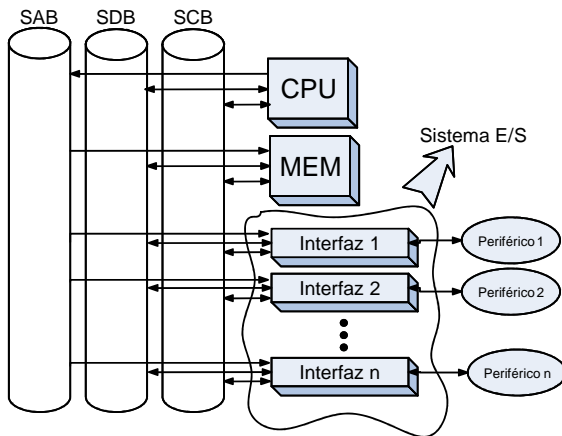 SAB SDB SCB
CPU
Sistema E/S
MEM
Interfaz 1
Periférico 1
Interfaz 2
Periférico 2
Interfaz n
Periférico n